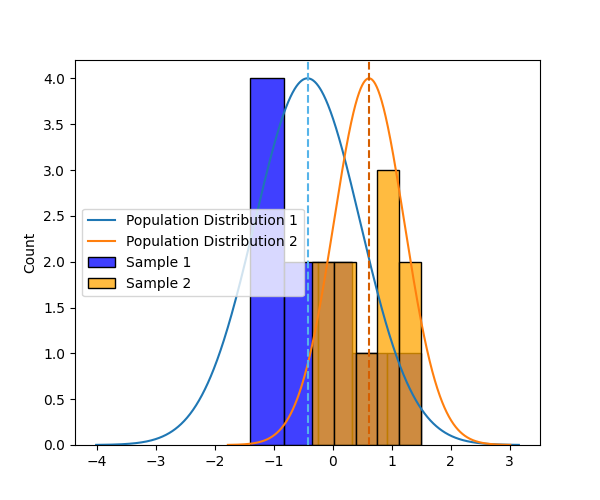 4.0
3.5
3.0
2.5
2.0
1.5
1.0
0.5
0.0
Count
Population Distribution 1
Population Distribution 2
Sample 1
Sample 2
−4 −3 −2 −1 0 1 2 3